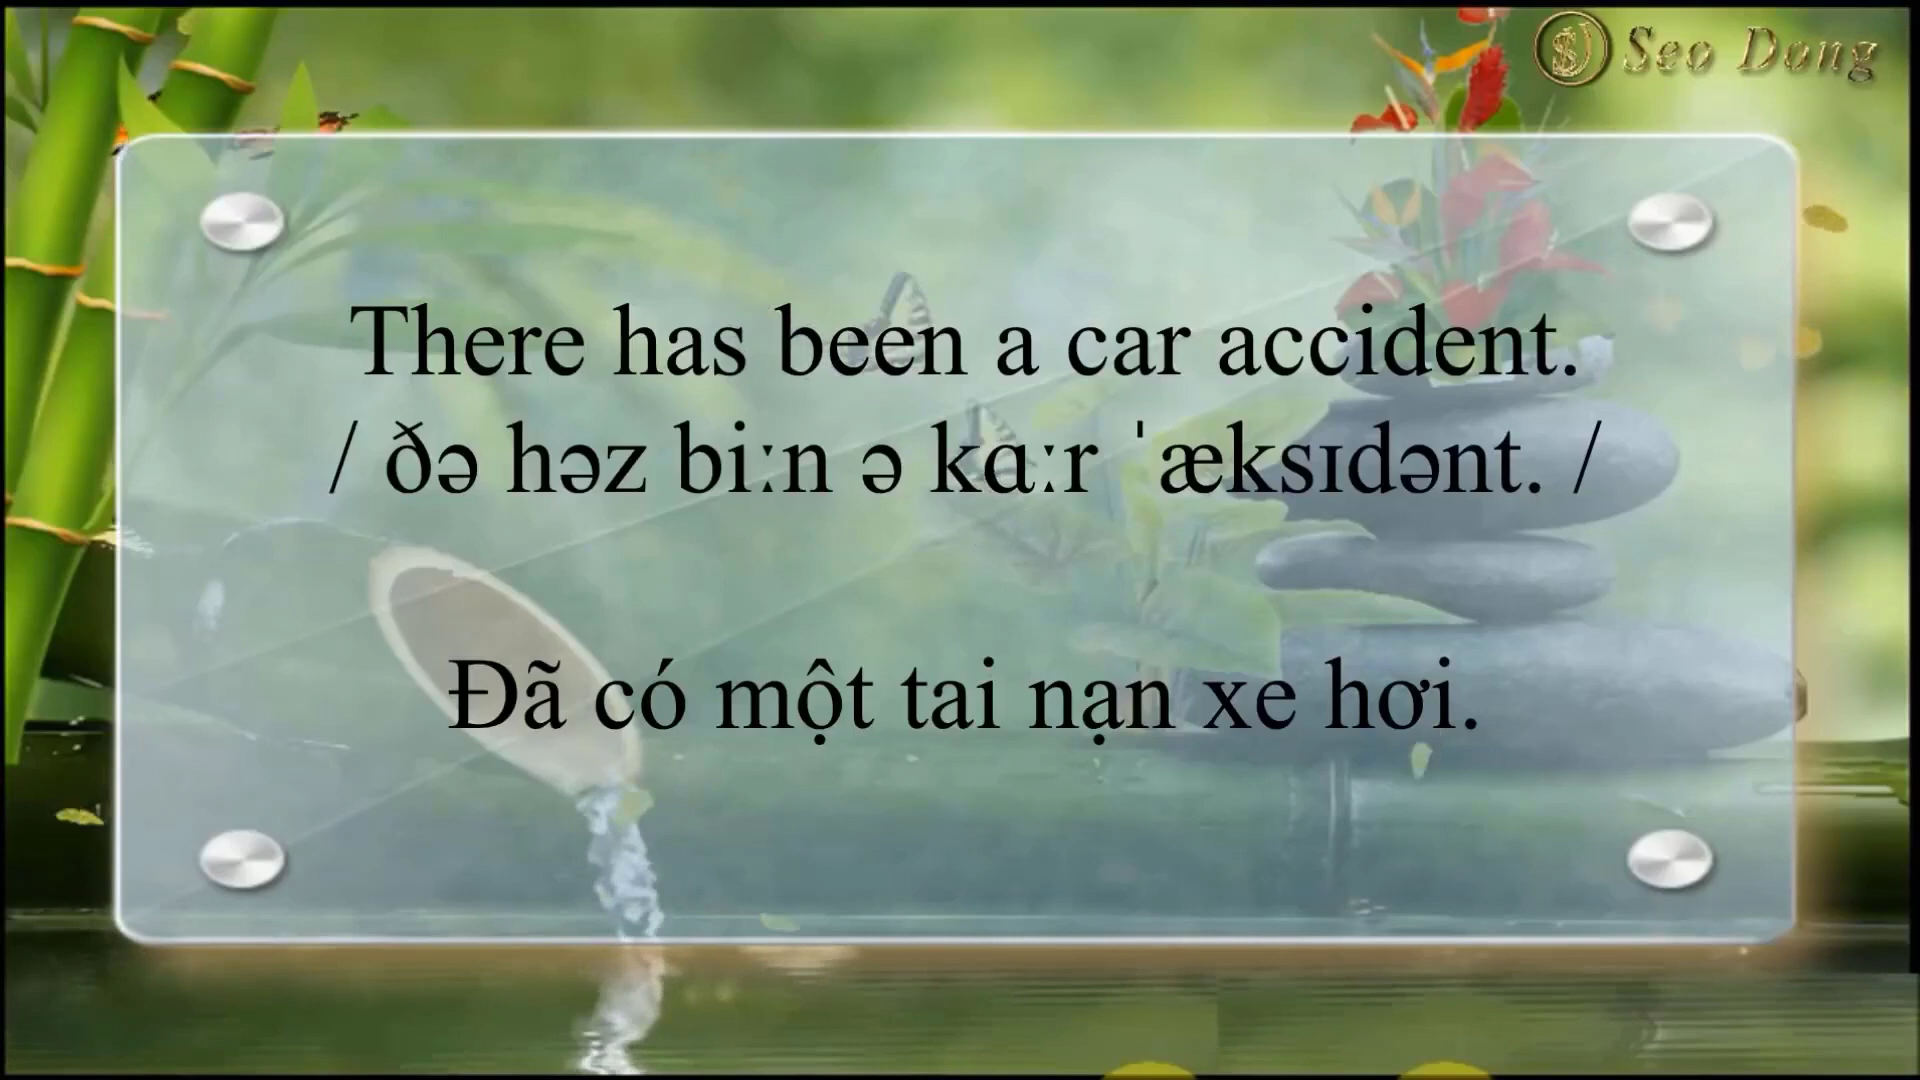 Seo Dong
There has been a car accident.
/ ðə həz biːn ə kɑːr ˈæksɪdənt. /
Đã có một tai nạn xe hơi.